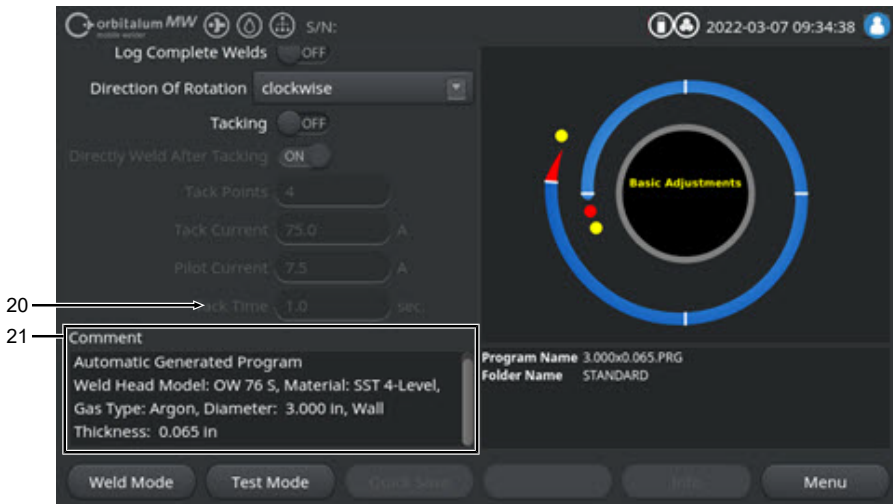 orbitalum MW
mobile welder
S/N:
2022-03-07 09:34:38
Log Complete Welds OFF
Direction Of Rotation clockwise
Tacking OFF
Directly Weld After Tacking ON
Tack Points 4
Tack Current 75.0 A
Pilot Current 7.5 A
20
Tack Time 1.0 sec.
21
Comment
Automatic Generated Program
Weld Head Model: OW 76 S, Material: SST 4-Level,
Gas Type: Argon, Diameter: 3.000 in, Wall
Thickness: 0.065 in
Basic Adjustments
Program Name 3.000x0.065.PRG
Folder Name STANDARD
Weld Mode
Test Mode
Quick Save
Info
Menu